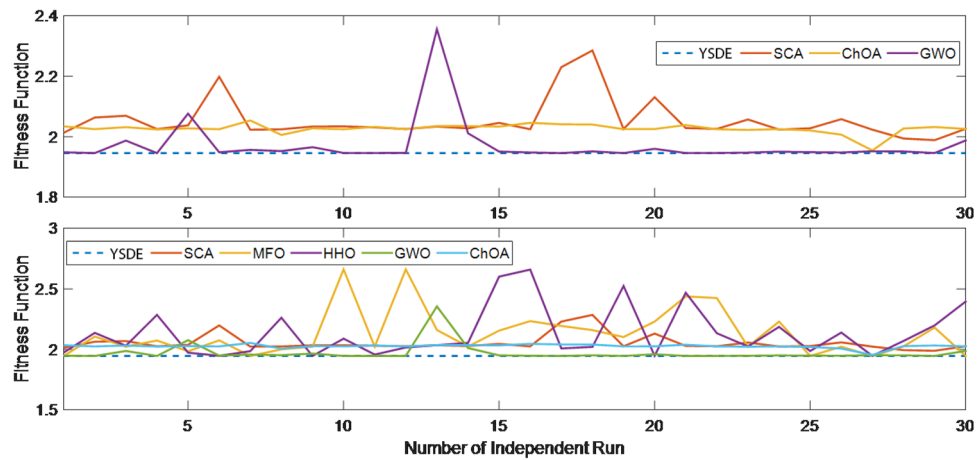 2.4
2.2
2
1.8
Fitness Function
YSDE SCA ChOA GWO
5 10 15 20 25 30
3
2.5
2
1.5
Fitness Function
YSDE SCA MFO HHO GWO ChOA
5 10 15 20 25 30
Number of Independent Run